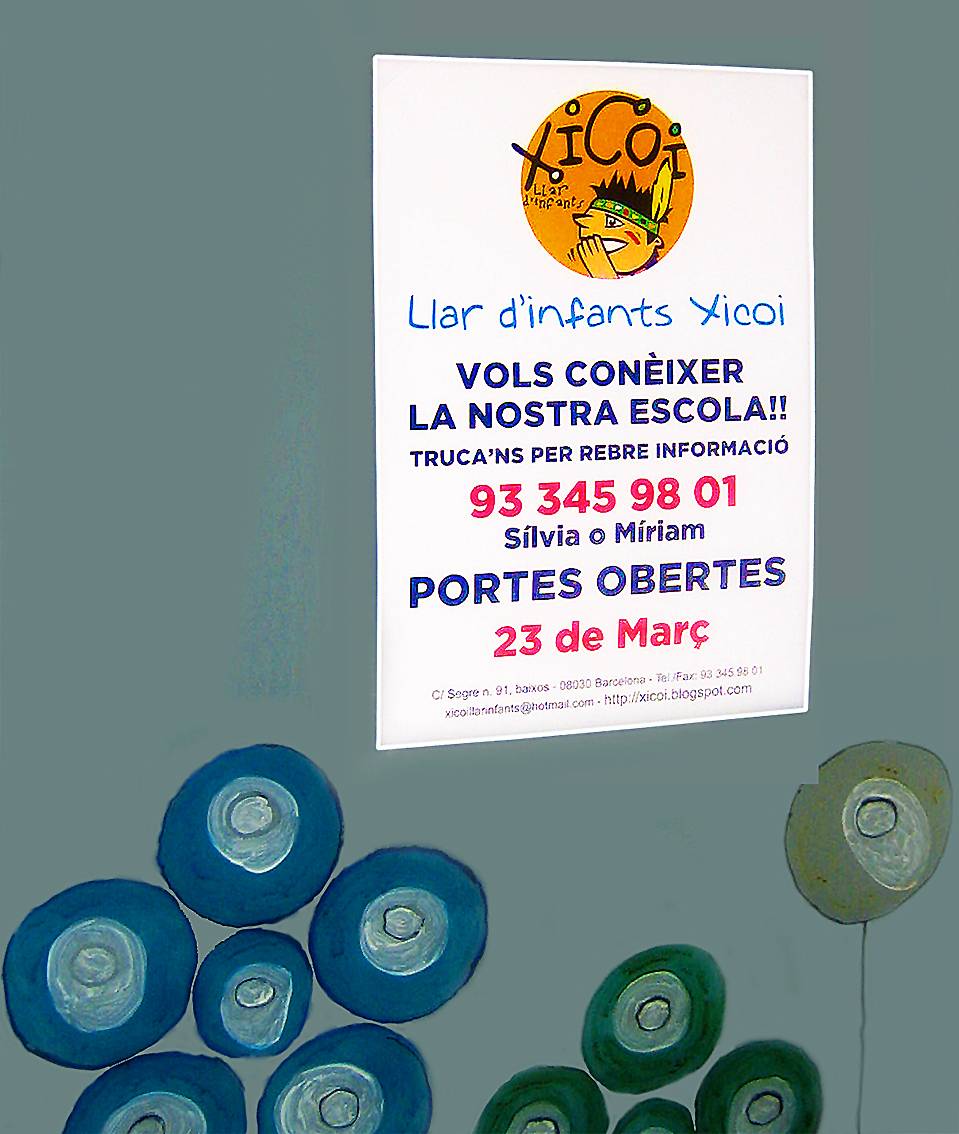 xiCoi
LLar
d'infants
Llar d'infants Xicoi
VOLS CONÈIXER
LA NOSTRA ESCOLA!!
TRUCA'NS PER REBRE INFORMACIÓ
93 345 98 01
Sílvia o Míriam
PORTES OBERTES
23 de Març
C/ Segre n. 91, baixos - 08030 Barcelona - Tel./Fax: 93 345 98 01
xicoillarinfants@hotmail.com - http://xicoi.blogspot.com